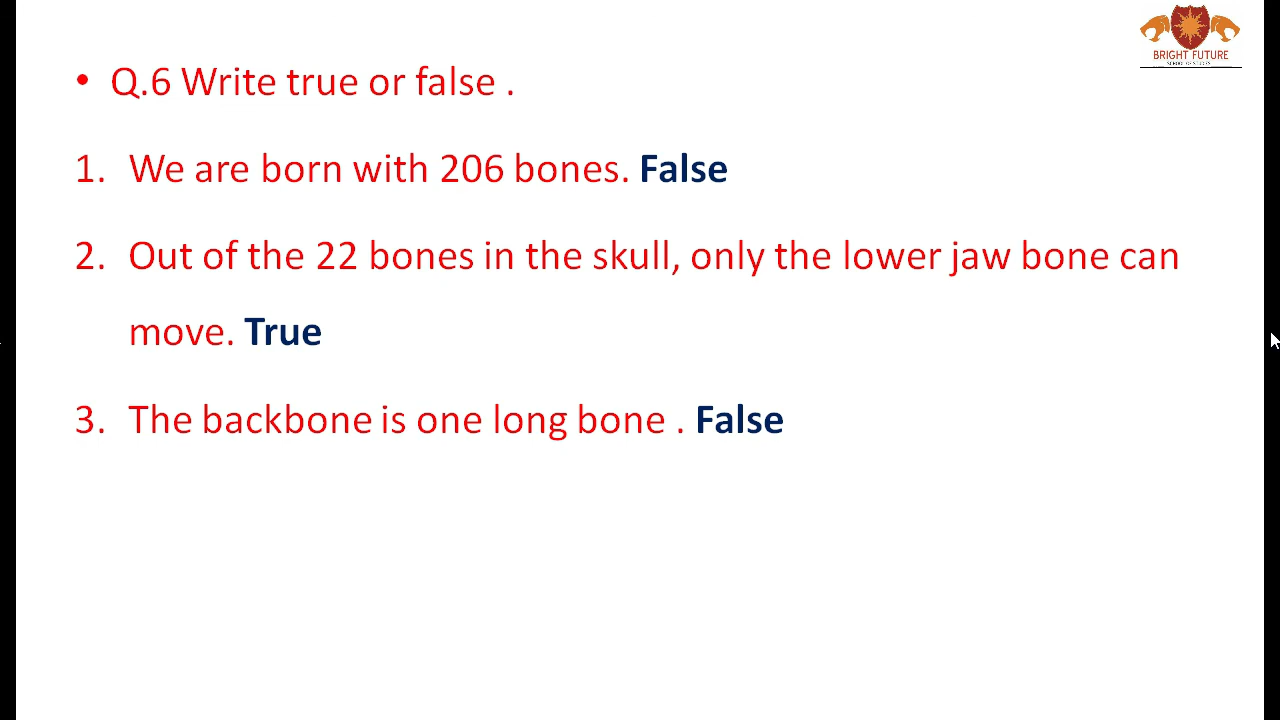 BRIGHT FUTURE
• Q.6 Write true or false .
1. We are born with 206 bones. False
2. Out of the 22 bones in the skull, only the lower jaw bone can
move. True
3. The backbone is one long bone . False